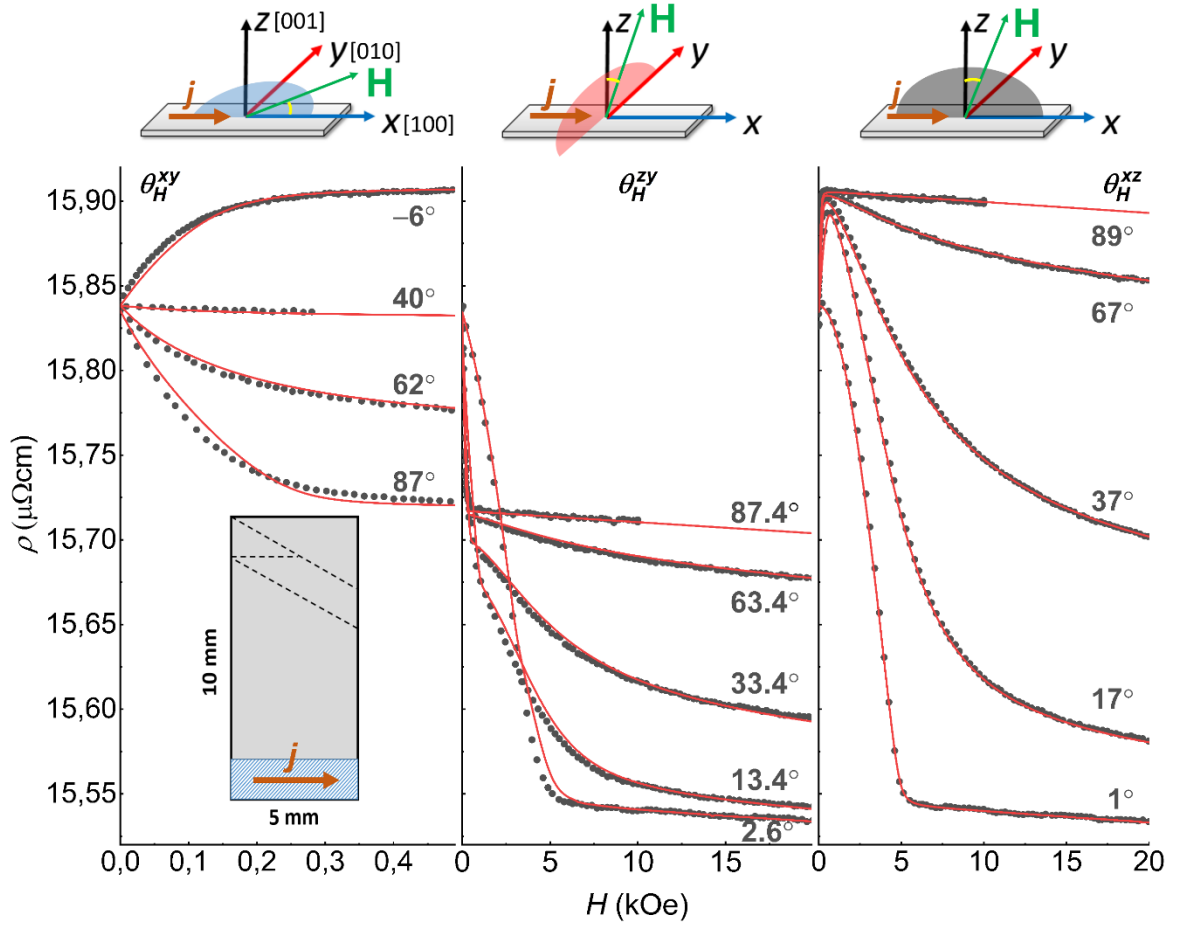 z [001]
y [010]
H
j
x [100]
z
H
y
j
x
z
H
y
j
x
ρ (μΩcm)
15,90
15,85
15,80
15,75
15,70
15,65
15,60
15,55
θ_H^xy
−6°
40°
62°
87°
10 mm
j
5 mm
0,0 0,1 0,2 0,3 0,4
θ_H^zy
87.4°
63.4°
33.4°
13.4°
2.6°
0 5 10 15
θ_H^xz
89°
67°
37°
17°
1°
0 5 10 15 20
H (kOe)